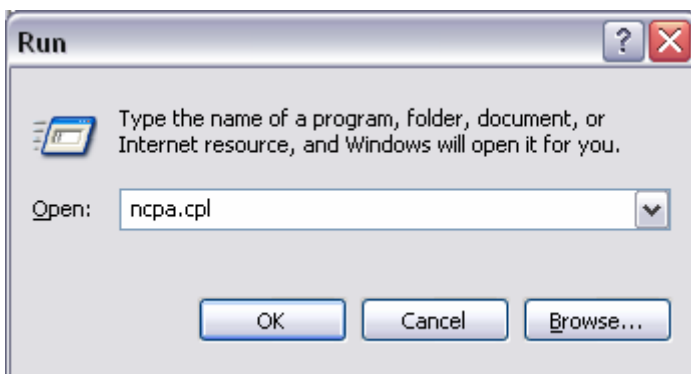 Run
Type the name of a program, folder, document, or
Internet resource, and Windows will open it for you.
Open: ncpa.cpl
OK Cancel Browse...